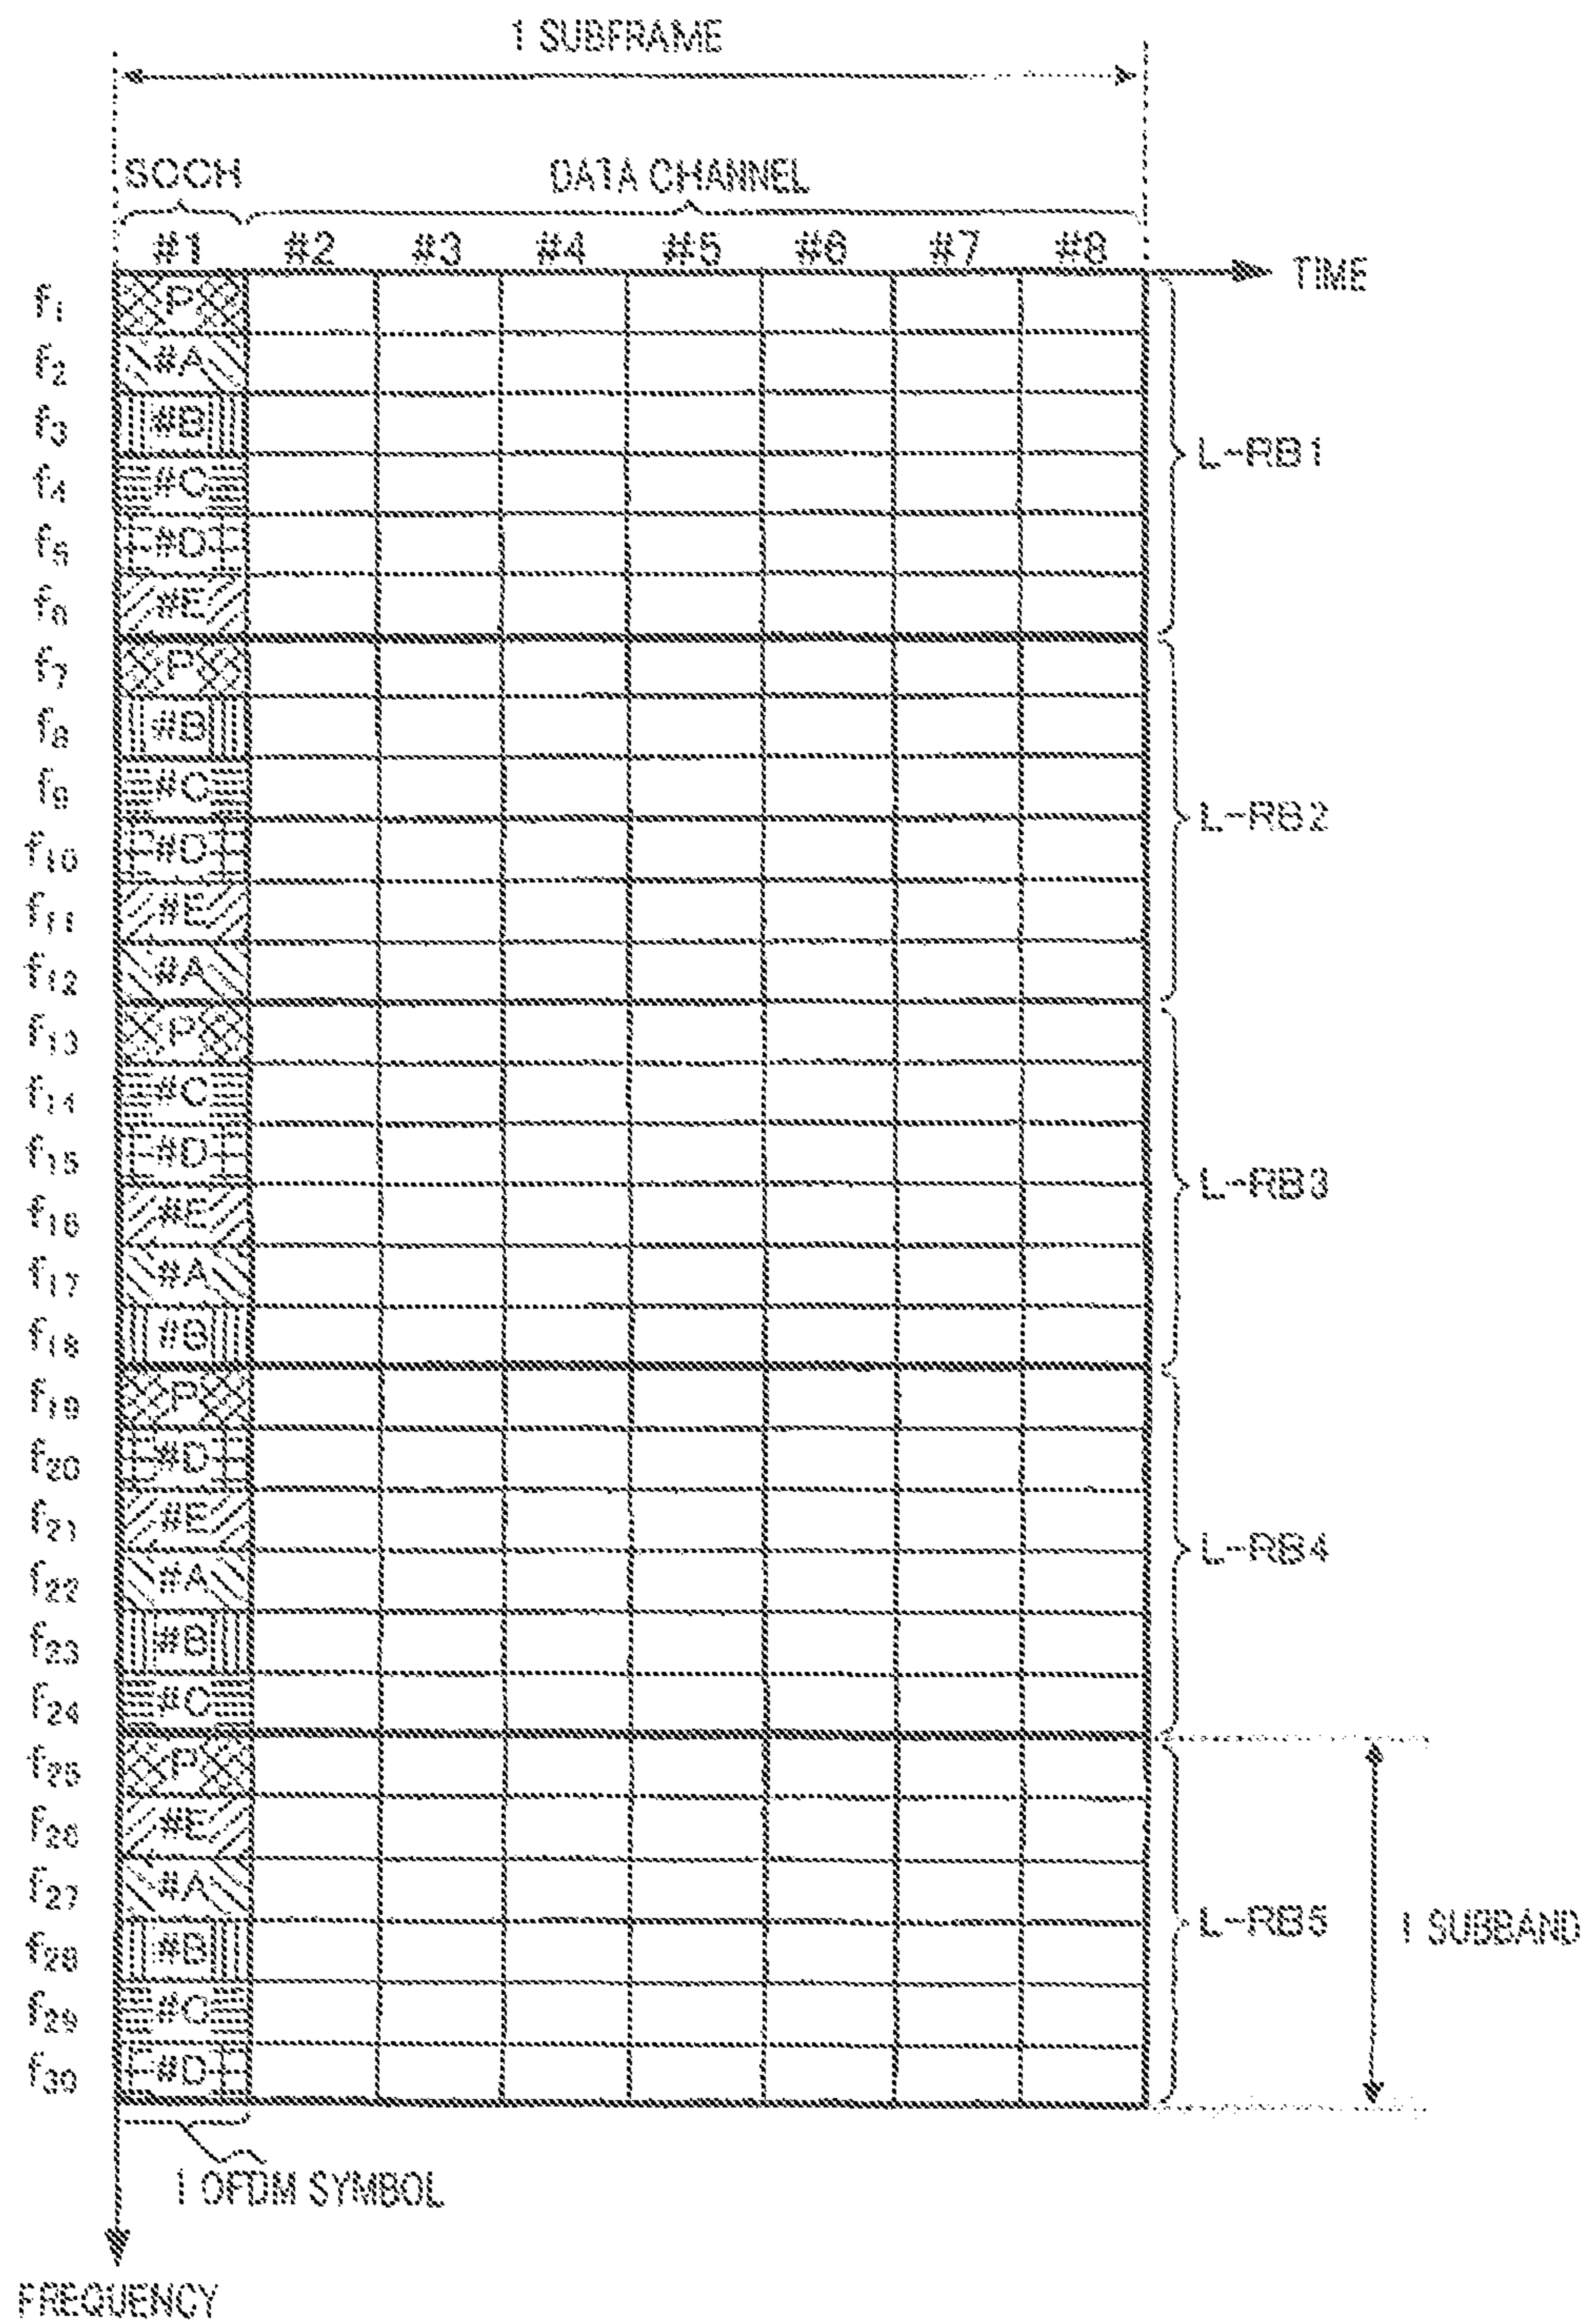 1 SUBFRAME
SCCH DATA CHANNEL
#1 #2 #3 #4 #5 #6 #7 #8
TIME
f1 P
f2 #A
f3 #B
f4 #C
f5 #D
f6 #E
L-RB1
f7 P
f8 #B
f9 #C
f10 #D
f11 #E
f12 #A
L-RB2
f13 P
f14 #C
f15 #D
f16 #E
f17 #A
f18 #B
L-RB3
f19 P
f20 #D
f21 #E
f22 #A
f23 #B
f24 #C
L-RB4
f25 P
f26 #E
f27 #A
f28 #B
f29 #C
f30 #D
L-RB5
1 SUBBAND
1 OFDM SYMBOL
FREQUENCY